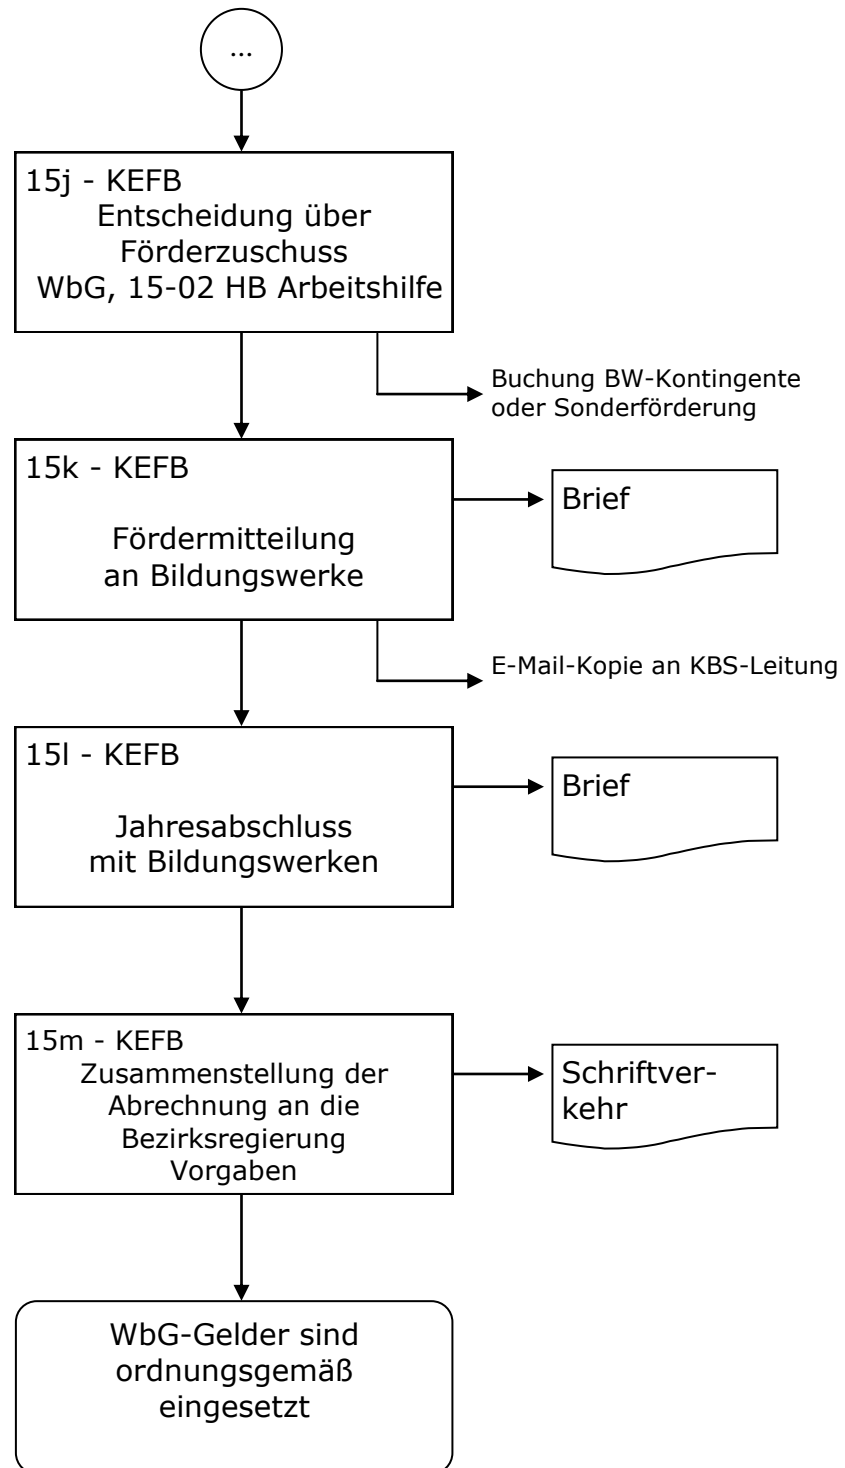 ...
15j - KEFB
Entscheidung über
Förderzuschuss
WbG, 15-02 HB Arbeitshilfe
Buchung BW-Kontingente
oder Sonderförderung
15k - KEFB
Fördermitteilung
an Bildungswerke
Brief
E-Mail-Kopie an KBS-Leitung
15l - KEFB
Jahresabschluss
mit Bildungswerken
Brief
15m - KEFB
Zusammenstellung der
Abrechnung an die
Bezirksregierung
Vorgaben
Schriftver-
kehr
WbG-Gelder sind
ordnungsgemäß
eingesetzt